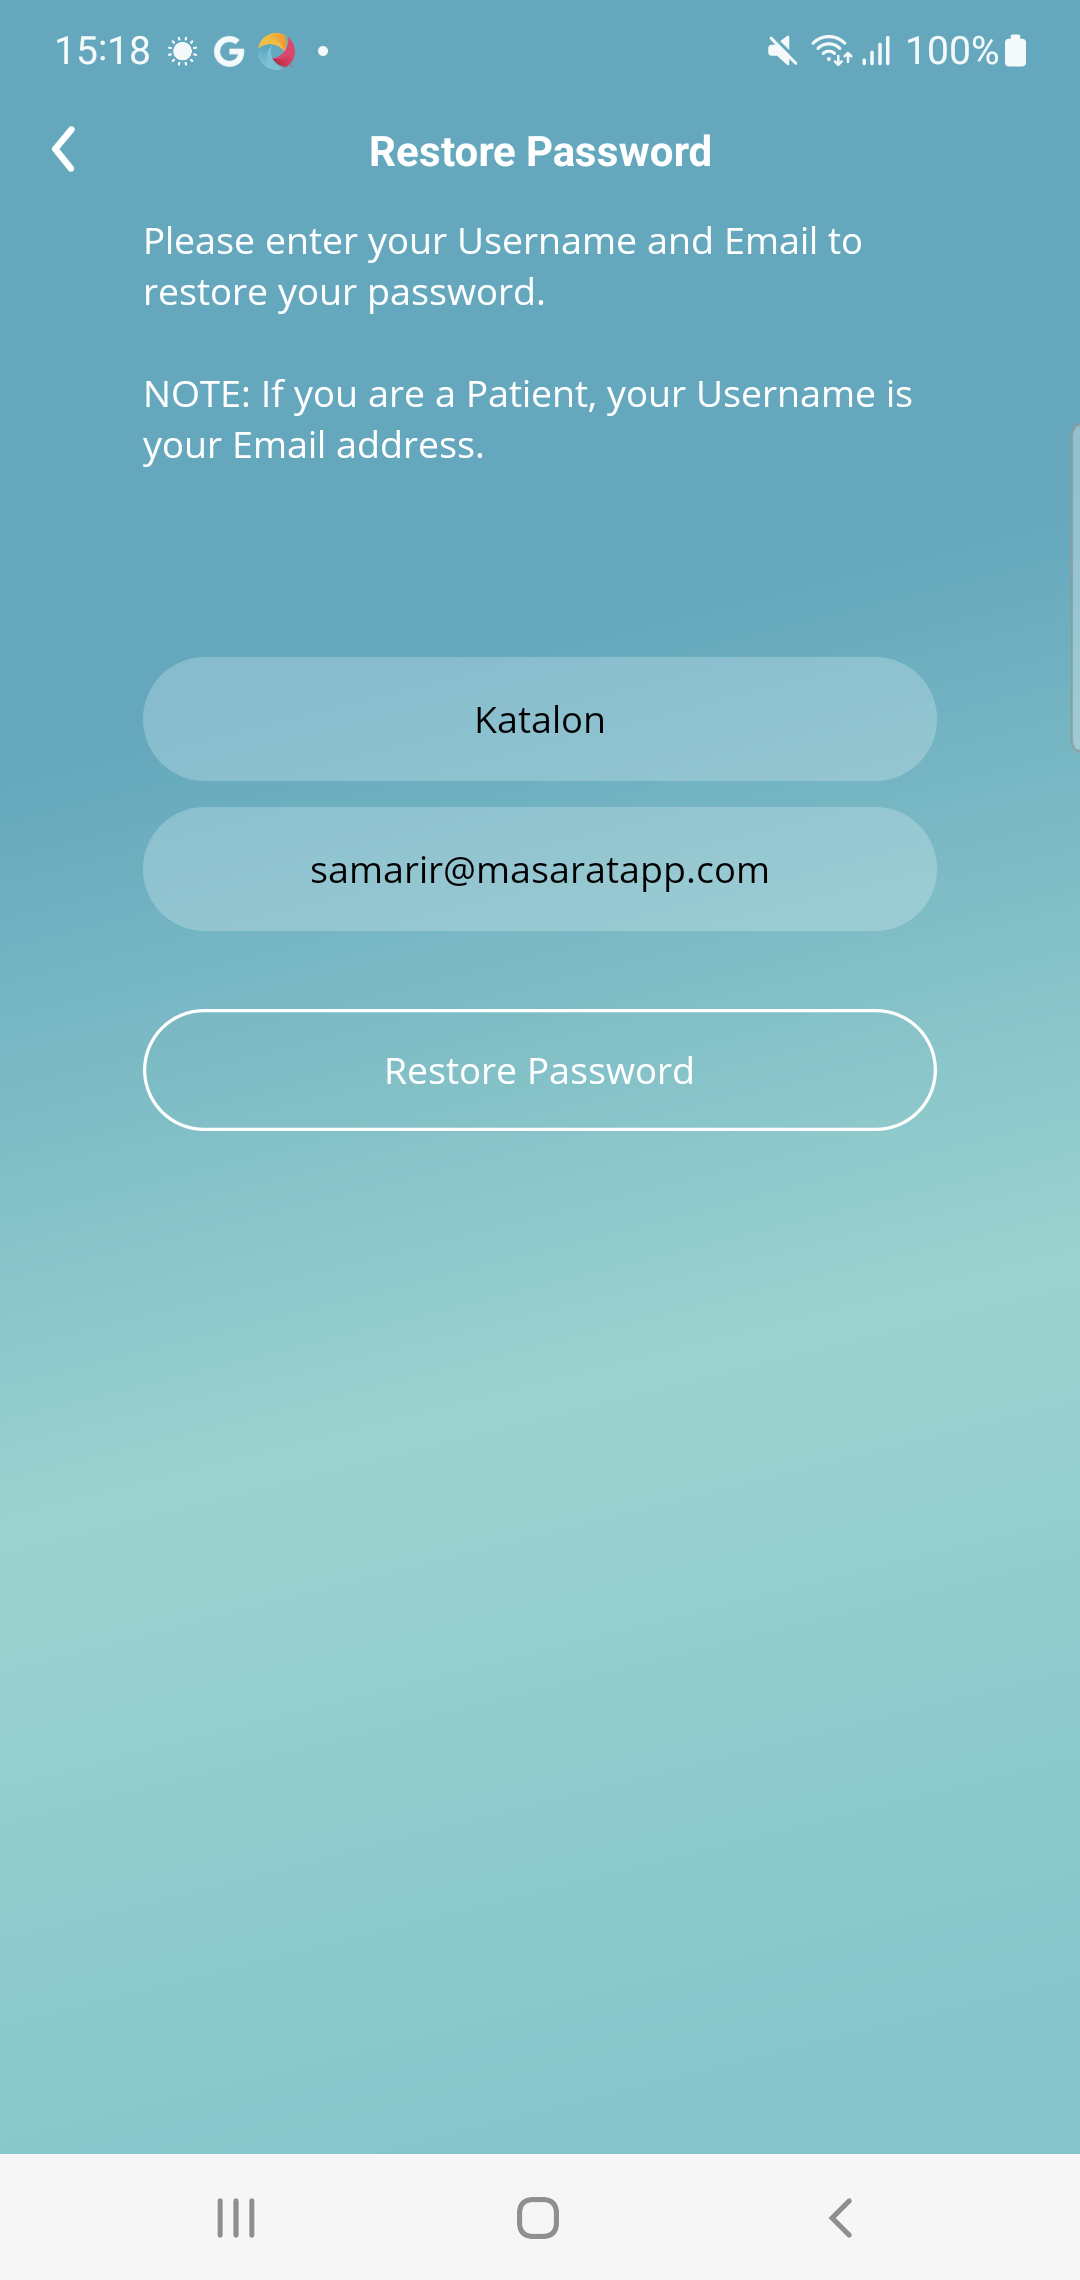 15:18 G 100%
Restore Password
Please enter your Username and Email to
restore your password.
NOTE: If you are a Patient, your Username is
your Email address.
Katalon
samarir@masaratapp.com
Restore Password